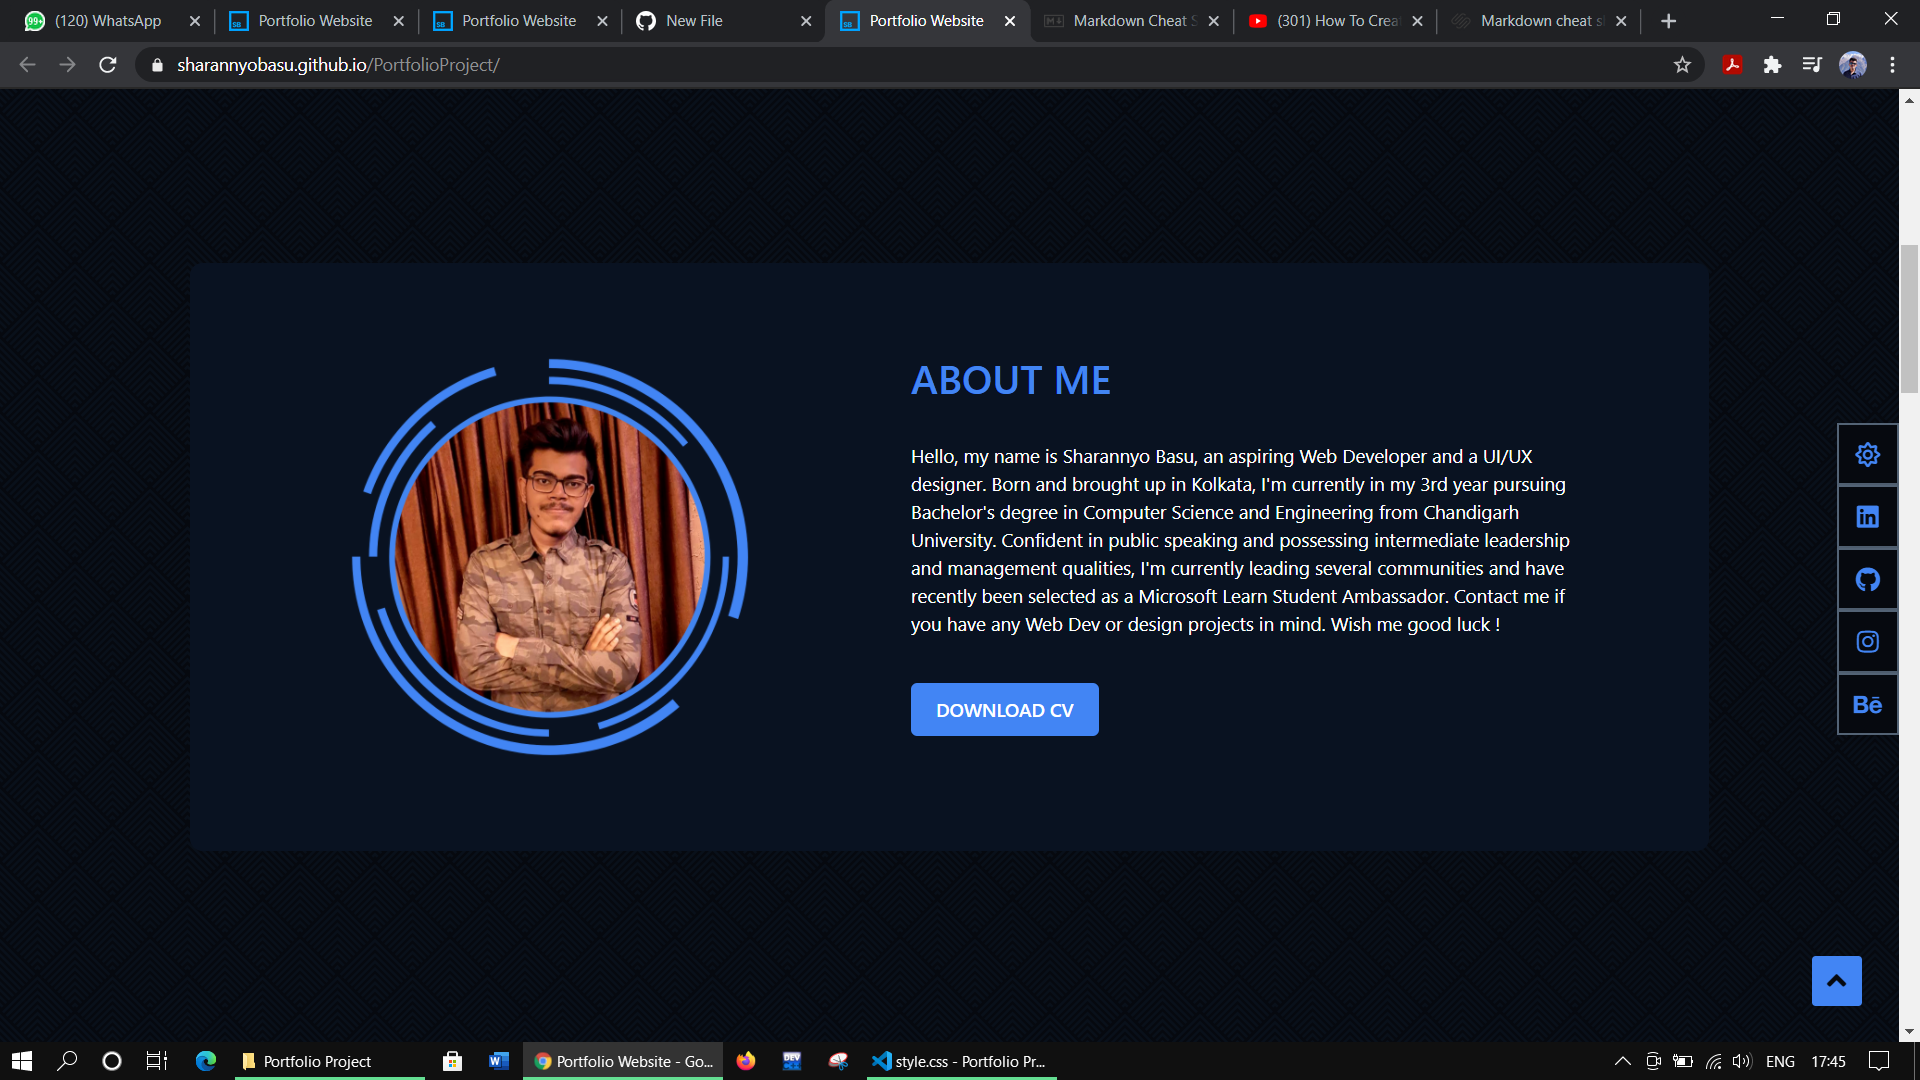 (120) WhatsApp
Portfolio Website
Portfolio Website
New File
Portfolio Website
Markdown Cheat S
(301) How To Crea
Markdown cheat s
sharannyobasu.github.io/PortfolioProject/
ABOUT ME
Hello, my name is Sharannyo Basu, an aspiring Web Developer and a UI/UX
designer. Born and brought up in Kolkata, I'm currently in my 3rd year pursuing
Bachelor's degree in Computer Science and Engineering from Chandigarh
University. Confident in public speaking and possessing intermediate leadership
and management qualities, I'm currently leading several communities and have
recently been selected as a Microsoft Learn Student Ambassador. Contact me if
you have any Web Dev or design projects in mind. Wish me good luck !
DOWNLOAD CV
Portfolio Project
Portfolio Website - Go...
style.css - Portfolio Pr...
ENG
17:45